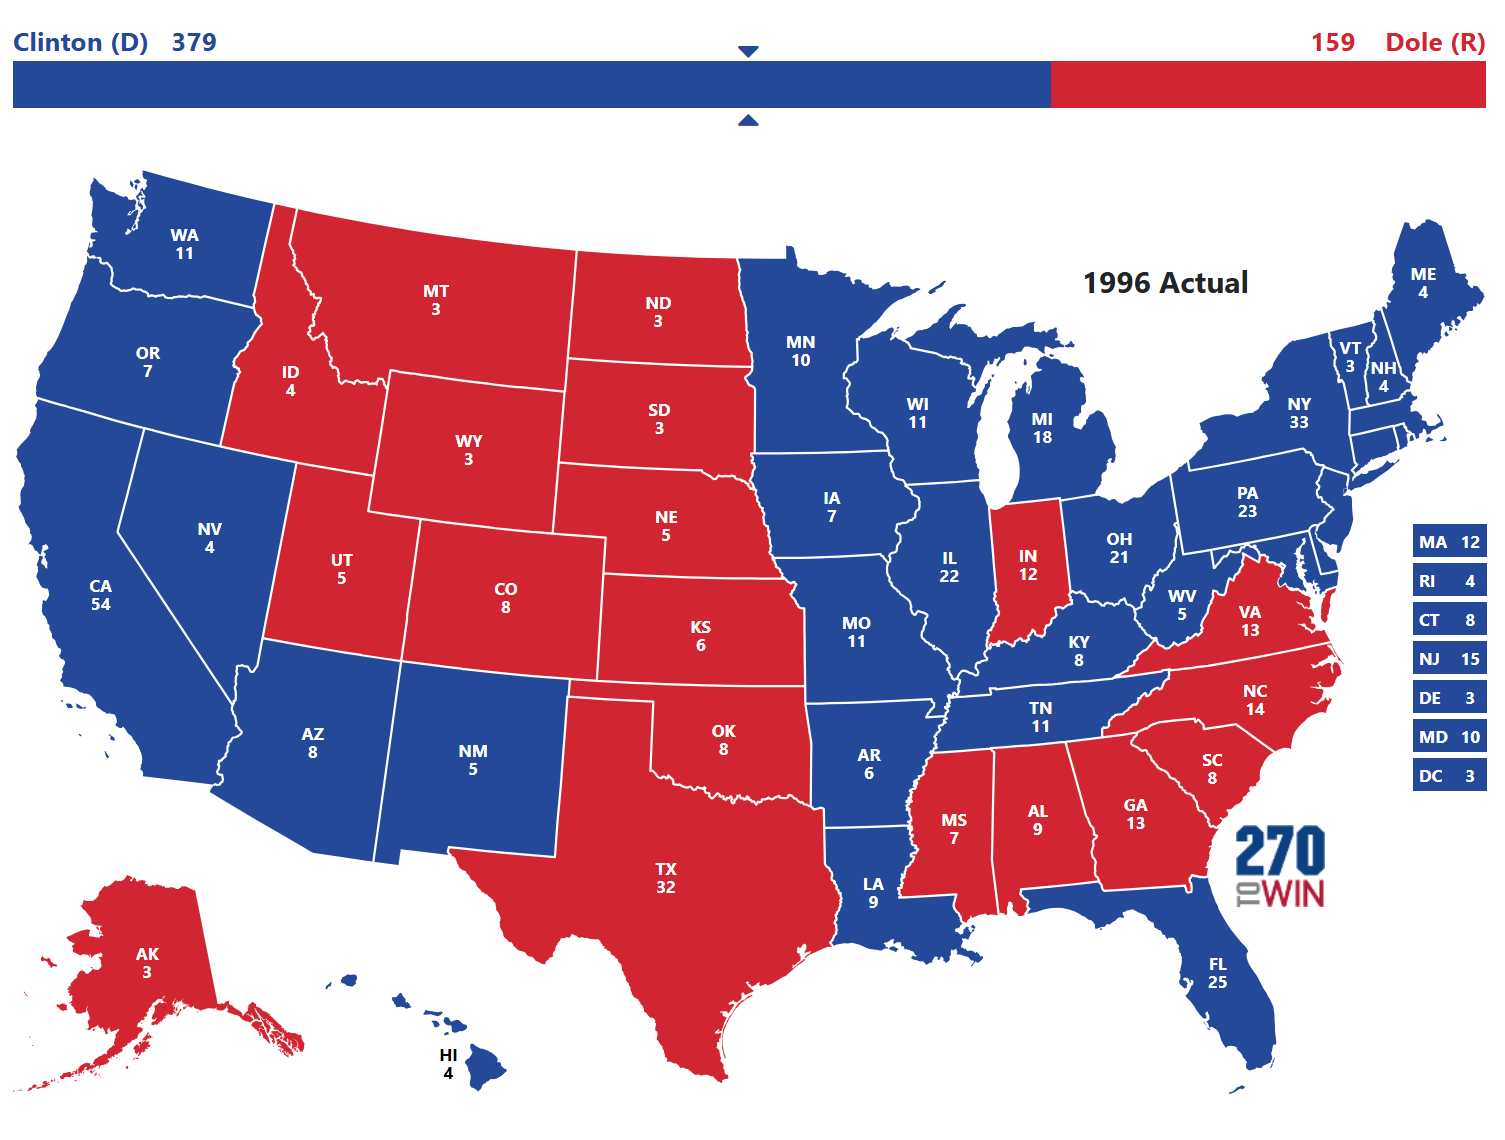 Clinton (D) 379
159 Dole (R)
1996 Actual
WA
11
OR
7
CA
54
NV
4
ID
4
MT
3
WY
3
UT
5
CO
8
AZ
8
NM
5
ND
3
SD
3
NE
5
KS
6
OK
8
TX
32
MN
10
IA
7
MO
11
AR
6
LA
9
WI
11
IL
22
MI
18
IN
12
OH
21
KY
8
TN
11
MS
7
AL
9
GA
13
FL
25
SC
8
NC
14
VA
13
WV
5
PA
23
NY
33
VT
3
NH
4
ME
4
MA 12
RI 4
CT 8
NJ 15
DE 3
MD 10
DC 3
AK
3
HI
4
270
TO WIN